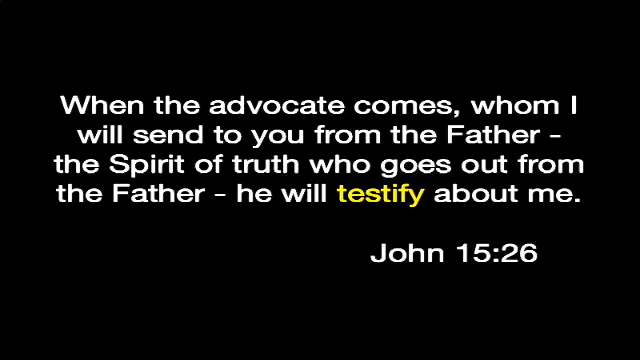 When the advocate comes, whom I
will send to you from the Father -
the Spirit of truth who goes out from
the Father - he will testify about me.
John 15:26